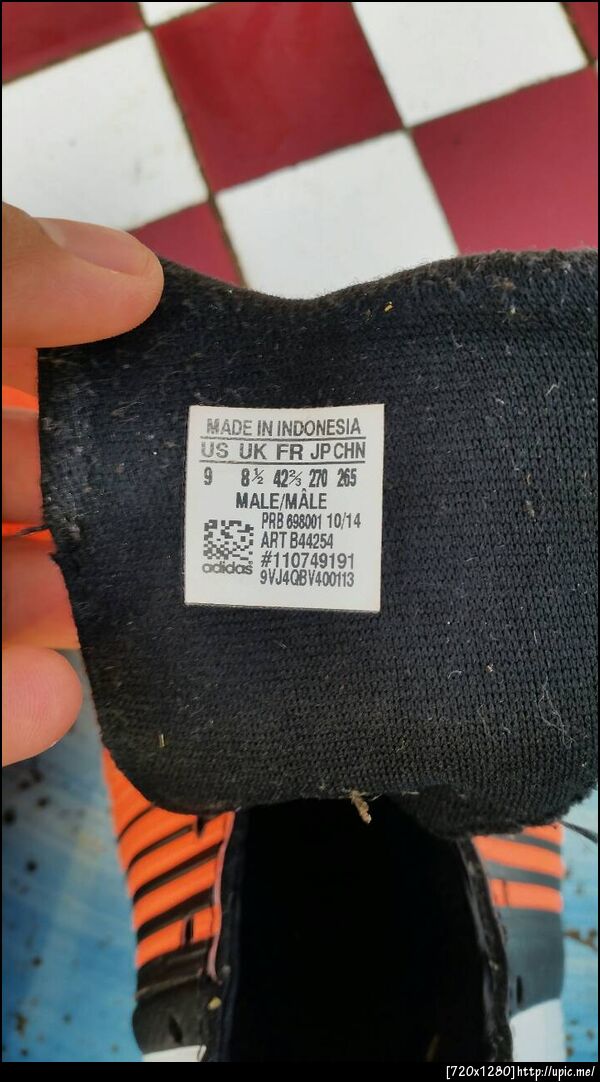 MADE IN INDONESIA
US UK FR JP CHN
9 8½ 42⅔ 270 265
MALE/MÂLE
PRB 698001 10/14
ART B44254
#110749191
adidas 9VJ4QBV400113
[720x1280]http://upic.me/